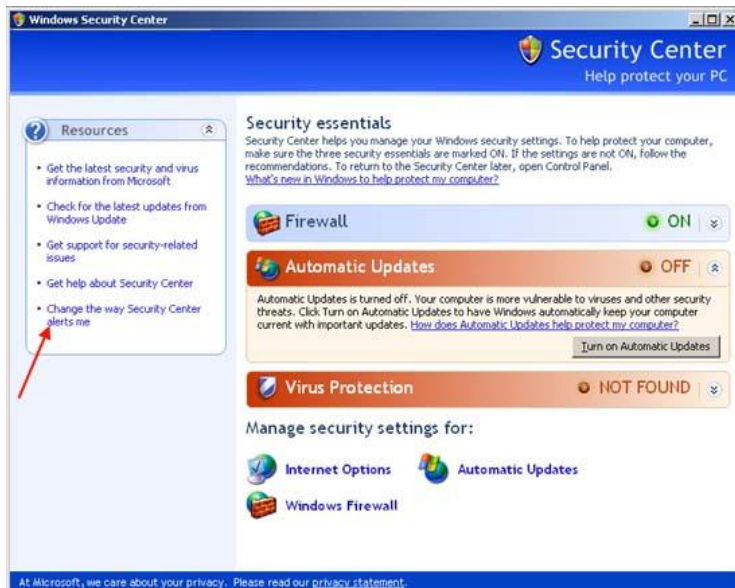 Windows Security Center
Security Center
Help protect your PC
Resources
Get the latest security and virus
information from Microsoft
Check for the latest updates from
Windows Update
Get support for security-related
issues
Get help about Security Center
Change the way Security Center
alerts me
Security essentials
Security Center helps you manage your Windows security settings. To help protect your computer,
make sure the three security essentials are marked ON. If the settings are not ON, follow the
recommendations. To return to the Security Center later, open Control Panel.
What's new in Windows to help protect my computer?
Firewall ON
Automatic Updates OFF
Automatic Updates is turned off. Your computer is more vulnerable to viruses and other security
threats. Click Turn on Automatic Updates to have Windows automatically keep your computer
current with important updates. How does Automatic Updates help protect my computer?
Turn on Automatic Updates
Virus Protection NOT FOUND
Manage security settings for:
Internet Options Automatic Updates
Windows Firewall
At Microsoft, we care about your privacy. Please read our privacy statement.